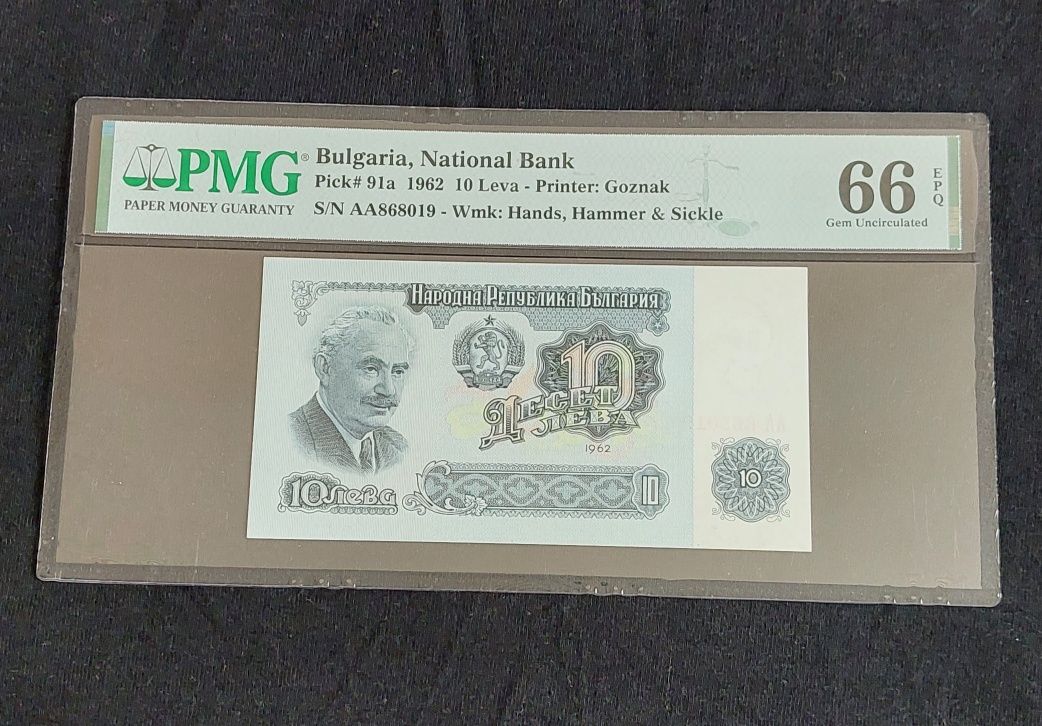 PMG®
PAPER MONEY GUARANTY
Bulgaria, National Bank
Pick# 91a 1962 10 Leva - Printer: Goznak
S/N AA868019 - Wmk: Hands, Hammer & Sickle
66
EPQ
Gem Uncirculated
НАРОДНА РЕПУБЛИКА БЪЛГАРИЯ
10
ДЕСЕТ
ЛЕВА
1962
10 лева
10
10